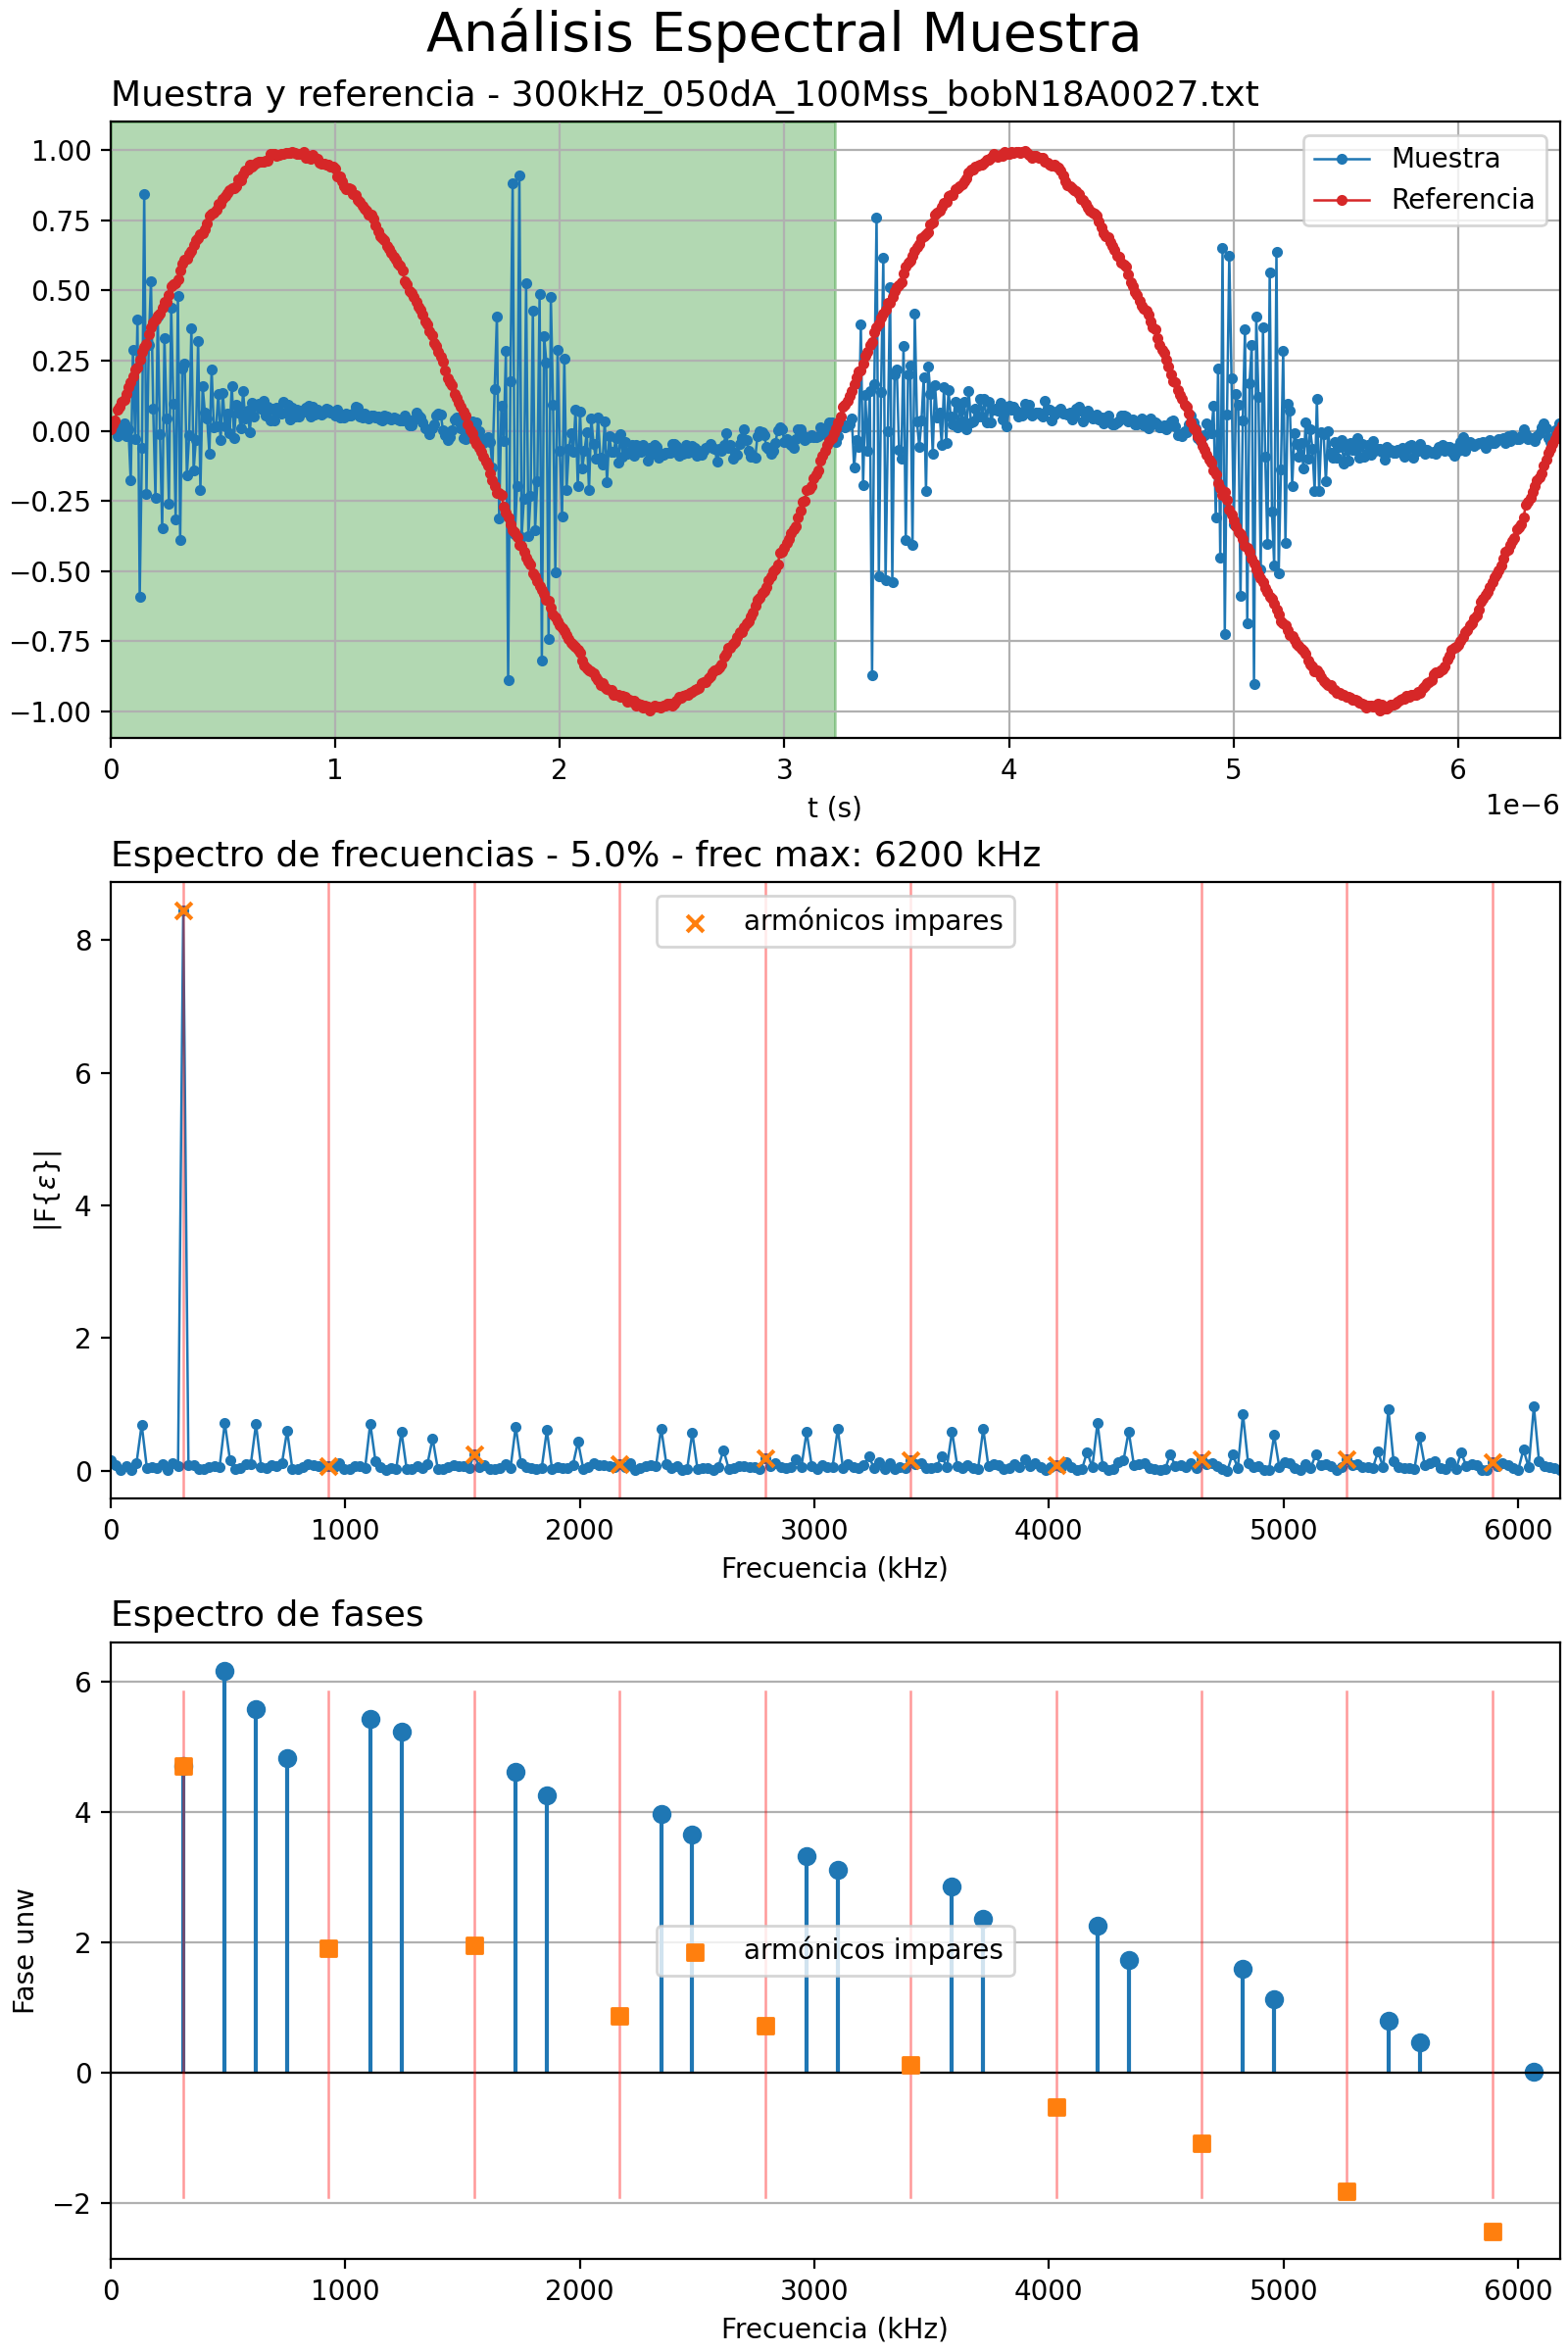 Análisis Espectral Muestra
Muestra y referencia - 300kHz_050dA_100Mss_bobN18A0027.txt
1.00
0.75
0.50
0.25
0.00
−0.25
−0.50
−0.75
−1.00
Muestra
Referencia
0 1 2 3 4 5 6
t (s)
1e−6
Espectro de frecuencias - 5.0% - frec max: 6200 kHz
armónicos impares
8
6
4
2
0
|F{ε}|
0 1000 2000 3000 4000 5000 6000
Frecuencia (kHz)
Espectro de fases
6
4
2
0
−2
Fase unw
armónicos impares
0 1000 2000 3000 4000 5000 6000
Frecuencia (kHz)